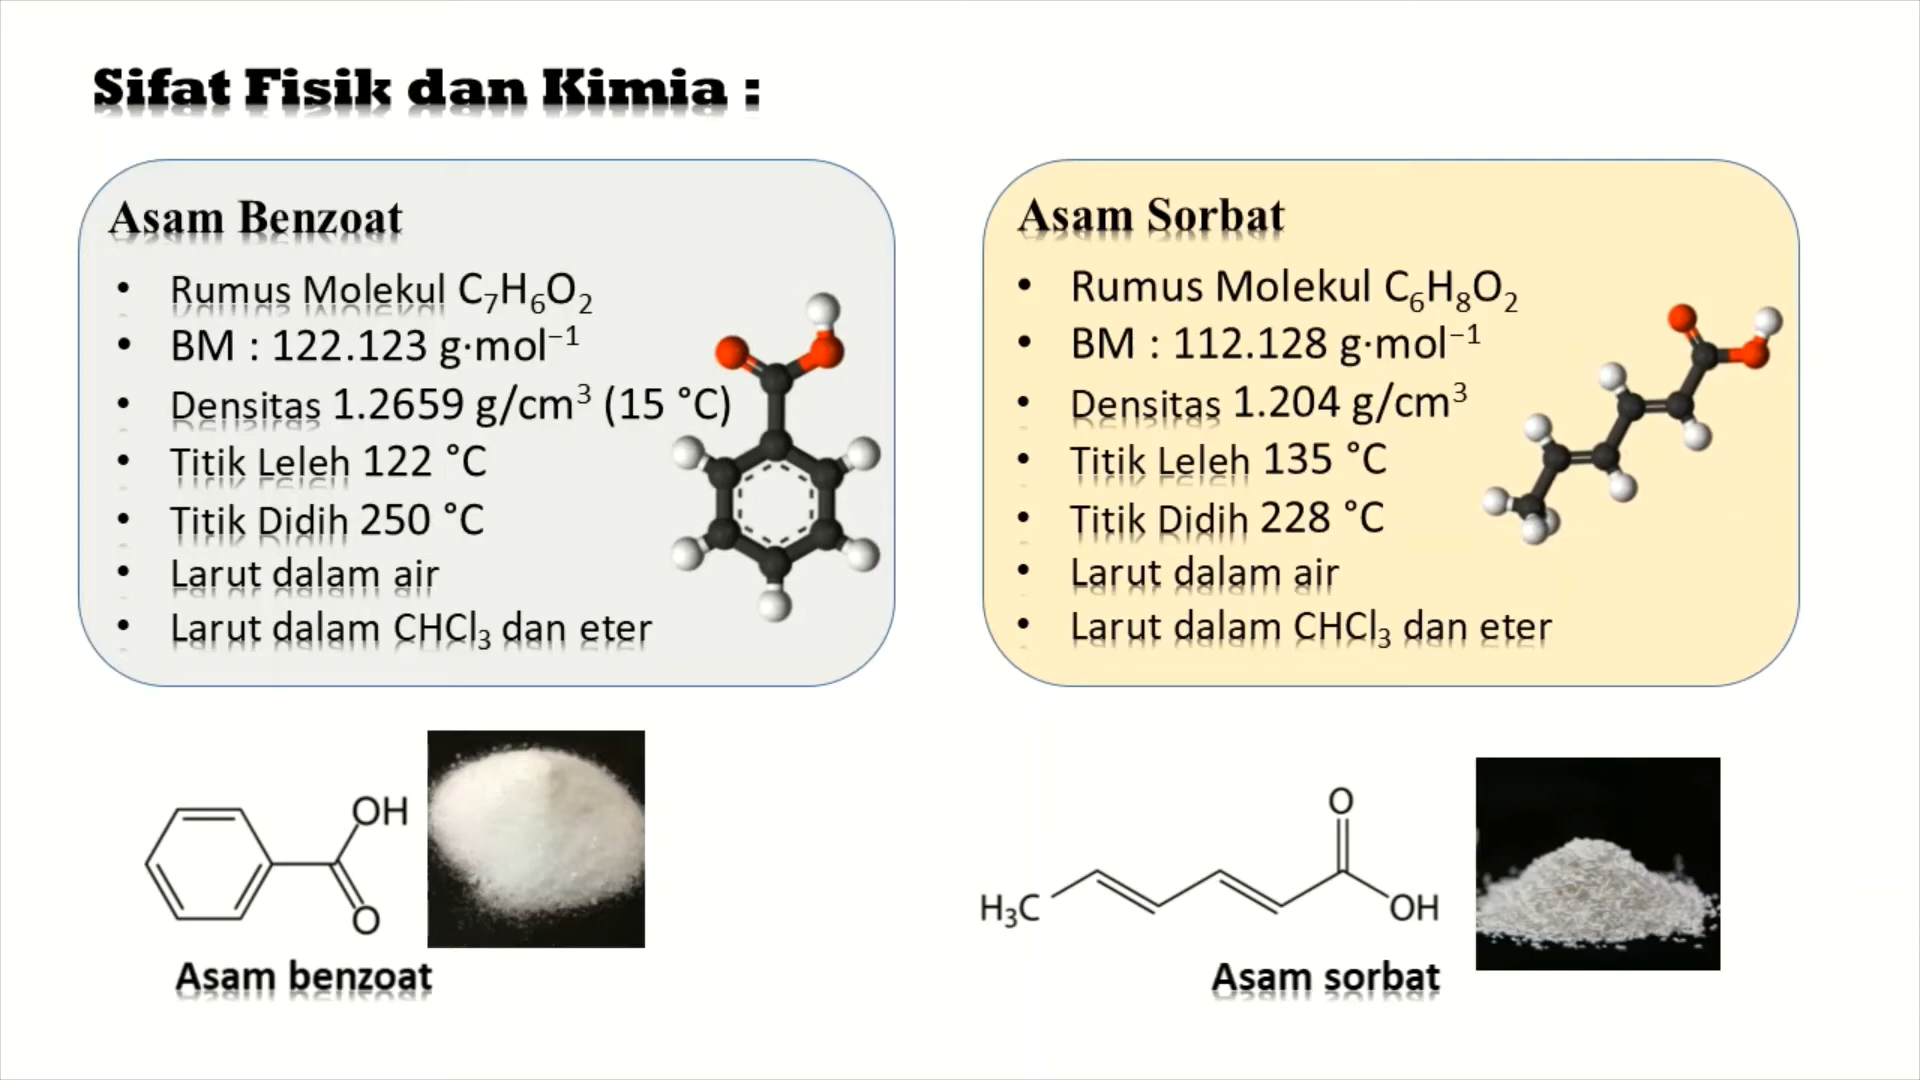 Sifat Fisik dan Kimia :
Asam Benzoat
• Rumus Molekul C₇H₆O₂
• BM : 122.123 g·mol⁻¹
• Densitas 1.2659 g/cm³ (15 °C)
• Titik Leleh 122 °C
• Titik Didih 250 °C
• Larut dalam air
• Larut dalam CHCl₃ dan eter
Asam Sorbat
• Rumus Molekul C₆H₈O₂
• BM : 112.128 g·mol⁻¹
• Densitas 1.204 g/cm³
• Titik Leleh 135 °C
• Titik Didih 228 °C
• Larut dalam air
• Larut dalam CHCl₃ dan eter
OH
O
Asam benzoat
O
H₃C
OH
Asam sorbat